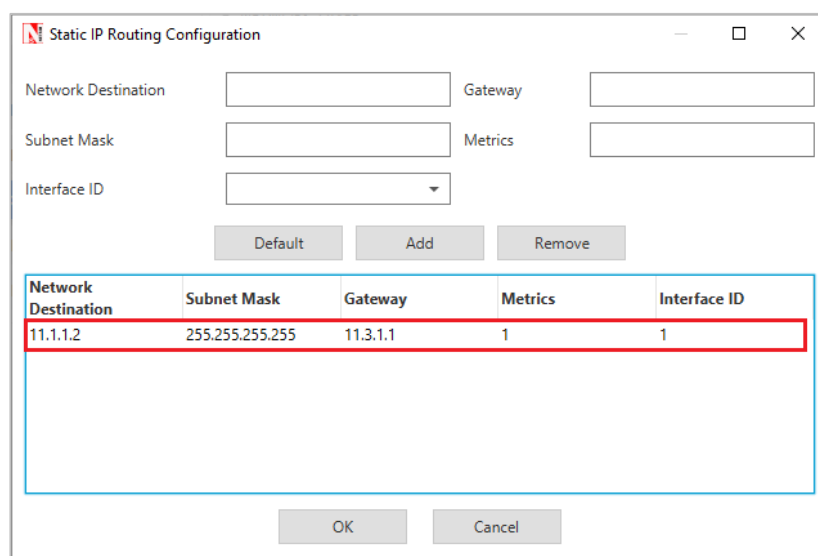 Static IP Routing Configuration
Network Destination
Gateway
Subnet Mask
Metrics
Interface ID
Default
Add
Remove
Network Destination Subnet Mask Gateway Metrics Interface ID
11.1.1.2 255.255.255.255 11.3.1.1 1 1
OK
Cancel